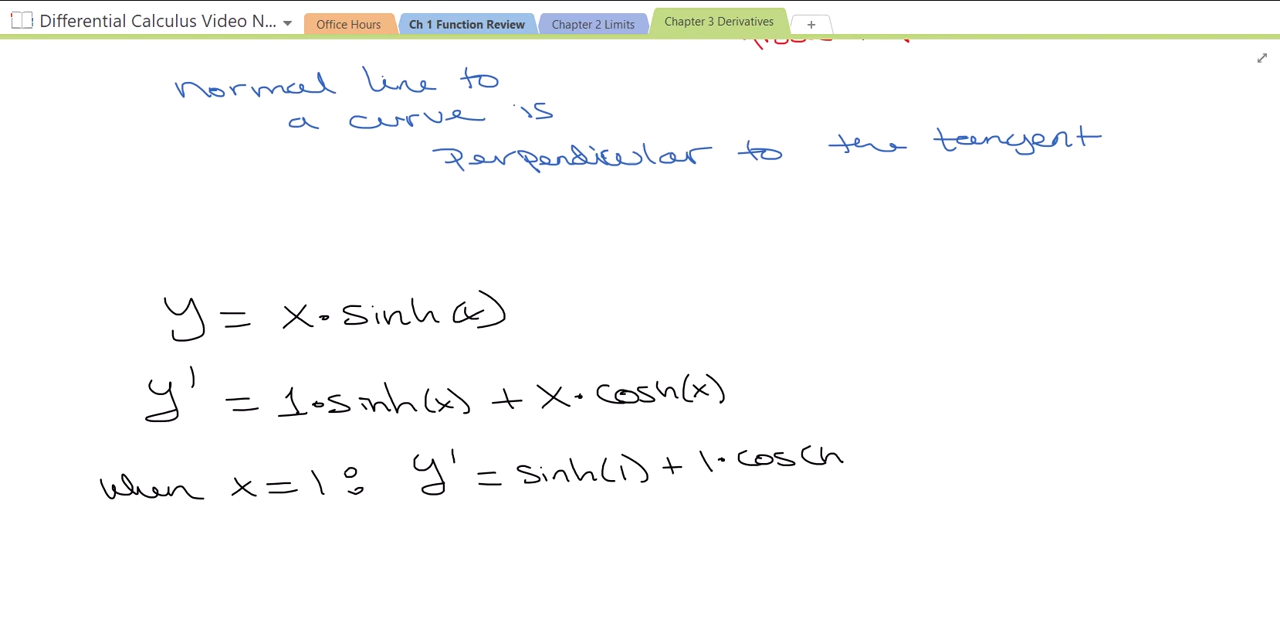 Differential Calculus Video N... Office Hours Ch 1 Function Review Chapter 2 Limits Chapter 3 Derivatives +
normal line to
a curve is
perpendicular to the tangent
y = x·sinh(x)
y' = 1·sinh(x) + x·cosh(x)
when x=1: y' = sinh(1) + 1·cosch